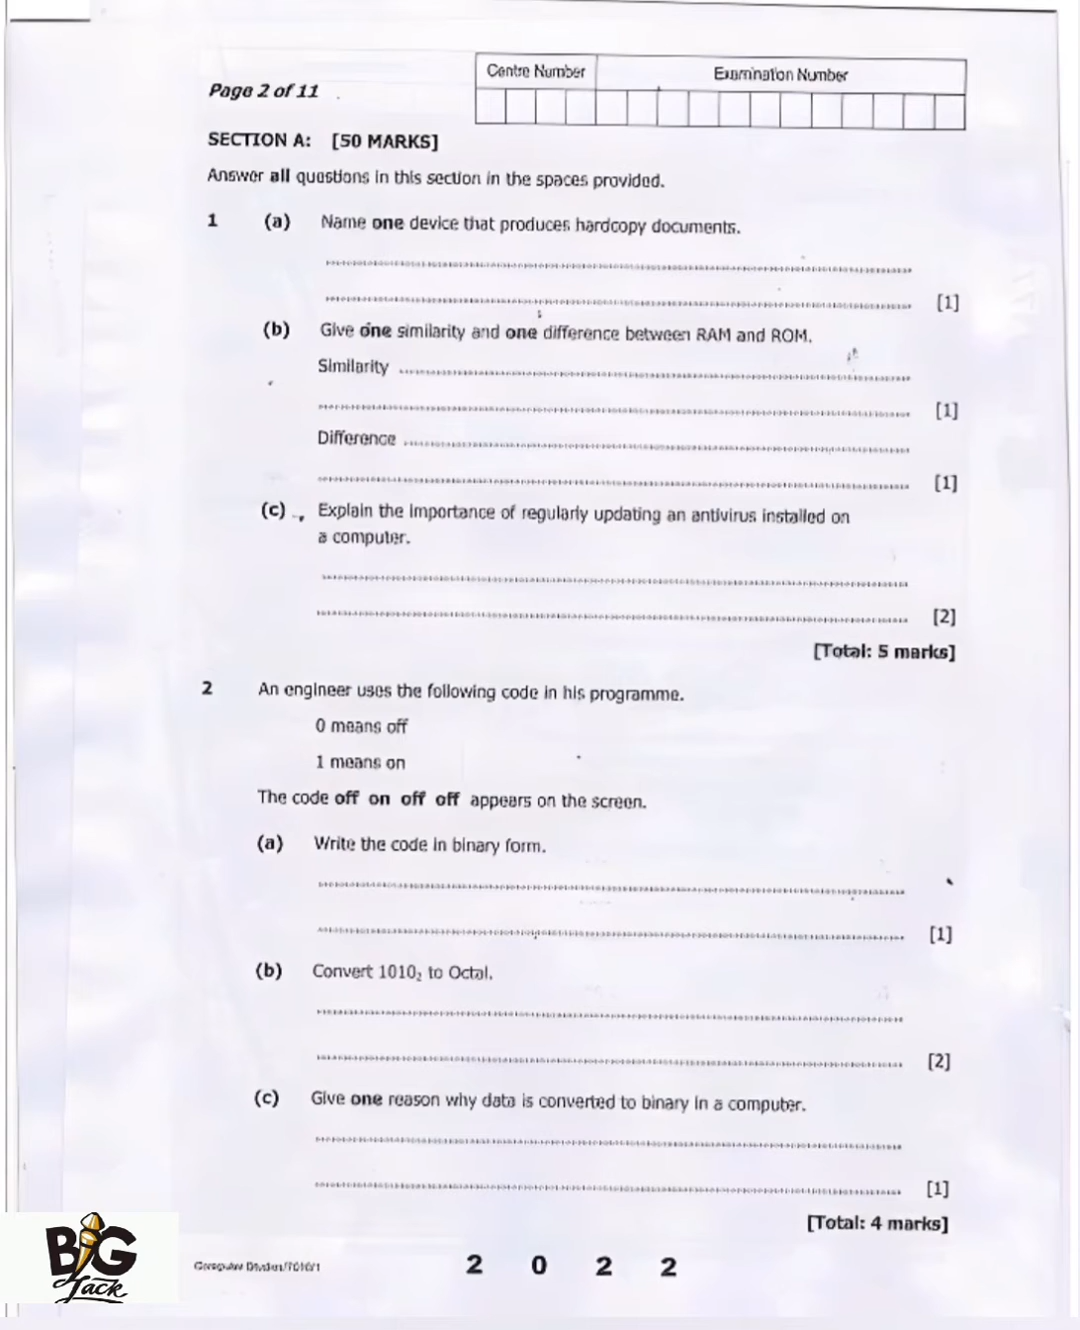 Centre Number Examination Number
Page 2 of 11
SECTION A: [50 MARKS]
Answer all questions in this section in the spaces provided.
1 (a) Name one device that produces hardcopy documents.
[1]
(b) Give one similarity and one difference between RAM and ROM.
Similarity
[1]
Difference
[1]
(c) Explain the importance of regularly updating an antivirus installed on
a computer.
[2]
[Total: 5 marks]
2 An engineer uses the following code in his programme.
0 means off
1 means on
The code off on off off appears on the screen.
(a) Write the code in binary form.
[1]
(b) Convert 1010₂ to Octal.
[2]
(c) Give one reason why data is converted to binary in a computer.
[1]
[Total: 4 marks]
BIG
Jack
2 0 2 2